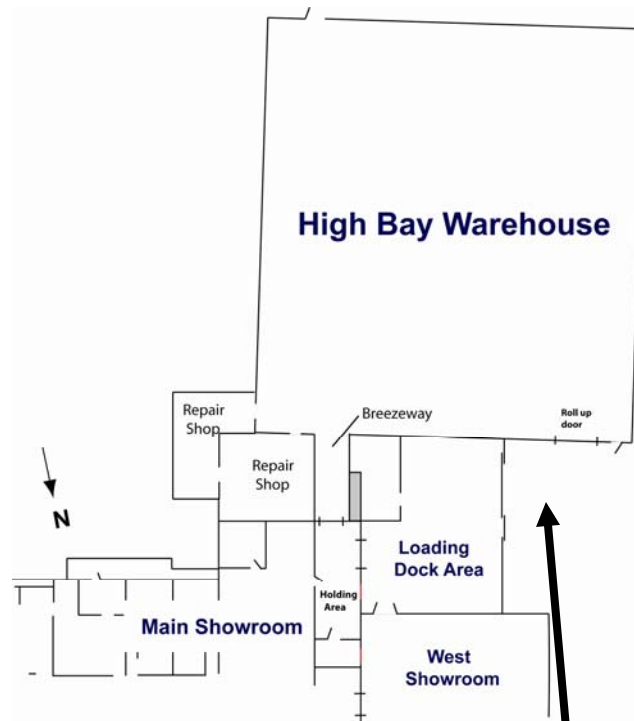 High Bay Warehouse
Repair
Shop
Breezeway
Roll up
door
Repair
Shop
N
Loading
Dock Area
Holding
Area
Main Showroom
West
Showroom